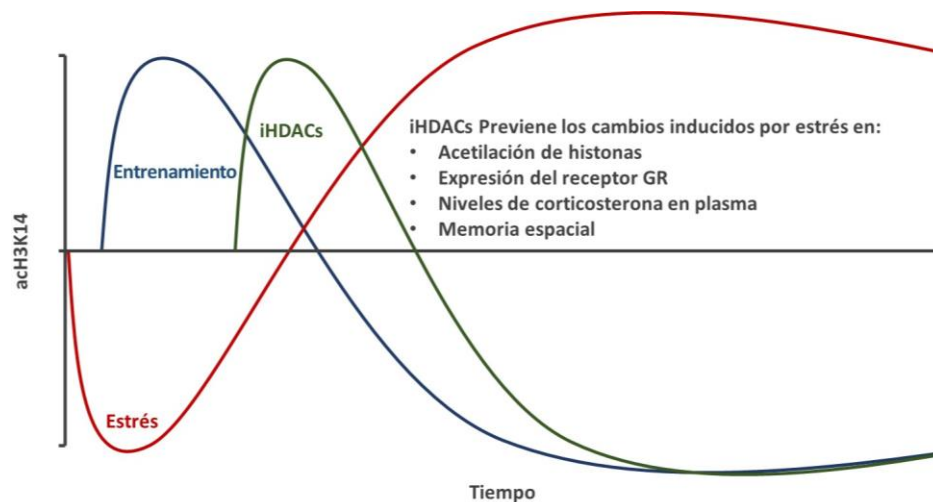 iHDACs
Entrenamiento
iHDACs Previene los cambios inducidos por estrés en:
• Acetilación de histonas
• Expresión del receptor GR
• Niveles de corticosterona en plasma
• Memoria espacial
acH3K14
Estrés
Tiempo